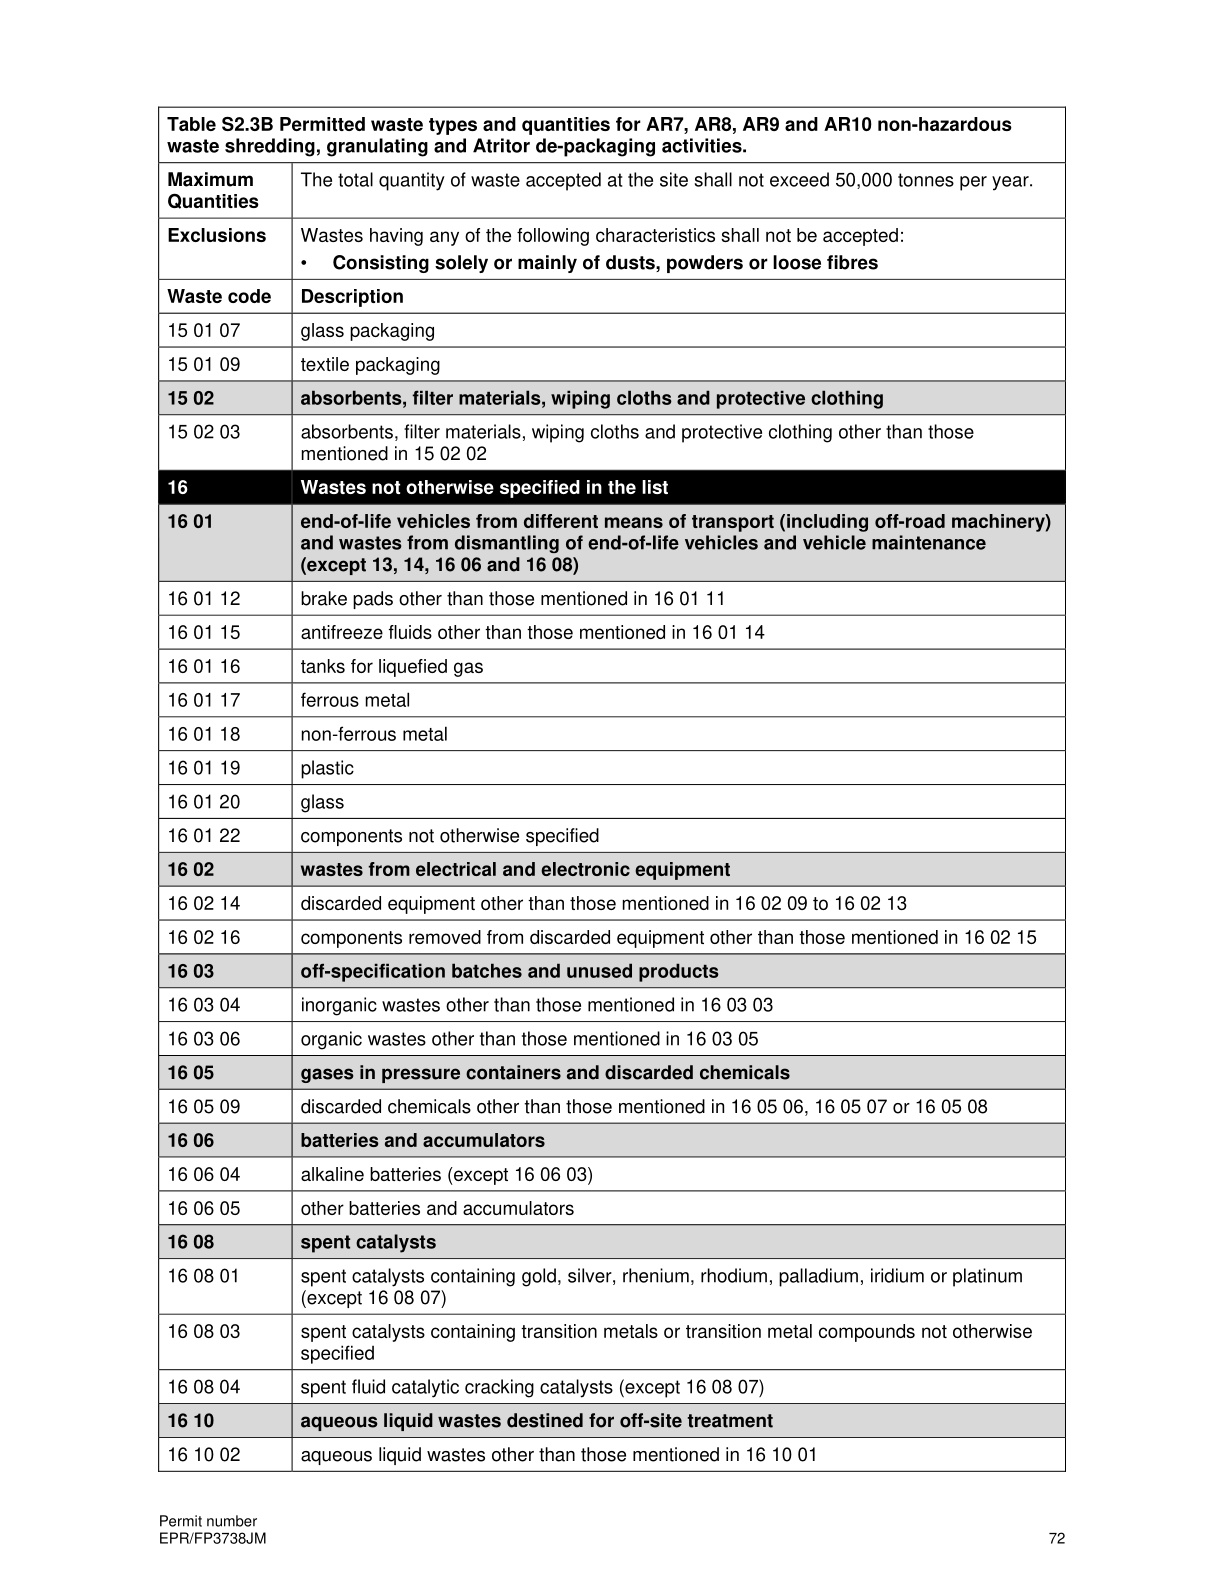 Table S2.3B Permitted waste types and quantities for AR7, AR8, AR9 and AR10 non-hazardous
waste shredding, granulating and Atritor de-packaging activities.
Maximum Quantities The total quantity of waste accepted at the site shall not exceed 50,000 tonnes per year.
Exclusions Wastes having any of the following characteristics shall not be accepted:
• Consisting solely or mainly of dusts, powders or loose fibres
Waste code Description
15 01 07 glass packaging
15 01 09 textile packaging
15 02 absorbents, filter materials, wiping cloths and protective clothing
15 02 03 absorbents, filter materials, wiping cloths and protective clothing other than those
mentioned in 15 02 02
16 Wastes not otherwise specified in the list
16 01 end-of-life vehicles from different means of transport (including off-road machinery)
and wastes from dismantling of end-of-life vehicles and vehicle maintenance
(except 13, 14, 16 06 and 16 08)
16 01 12 brake pads other than those mentioned in 16 01 11
16 01 15 antifreeze fluids other than those mentioned in 16 01 14
16 01 16 tanks for liquefied gas
16 01 17 ferrous metal
16 01 18 non-ferrous metal
16 01 19 plastic
16 01 20 glass
16 01 22 components not otherwise specified
16 02 wastes from electrical and electronic equipment
16 02 14 discarded equipment other than those mentioned in 16 02 09 to 16 02 13
16 02 16 components removed from discarded equipment other than those mentioned in 16 02 15
16 03 off-specification batches and unused products
16 03 04 inorganic wastes other than those mentioned in 16 03 03
16 03 06 organic wastes other than those mentioned in 16 03 05
16 05 gases in pressure containers and discarded chemicals
16 05 09 discarded chemicals other than those mentioned in 16 05 06, 16 05 07 or 16 05 08
16 06 batteries and accumulators
16 06 04 alkaline batteries (except 16 06 03)
16 06 05 other batteries and accumulators
16 08 spent catalysts
16 08 01 spent catalysts containing gold, silver, rhenium, rhodium, palladium, iridium or platinum
(except 16 08 07)
16 08 03 spent catalysts containing transition metals or transition metal compounds not otherwise
specified
16 08 04 spent fluid catalytic cracking catalysts (except 16 08 07)
16 10 aqueous liquid wastes destined for off-site treatment
16 10 02 aqueous liquid wastes other than those mentioned in 16 10 01
Permit number
EPR/FP3738JM 72